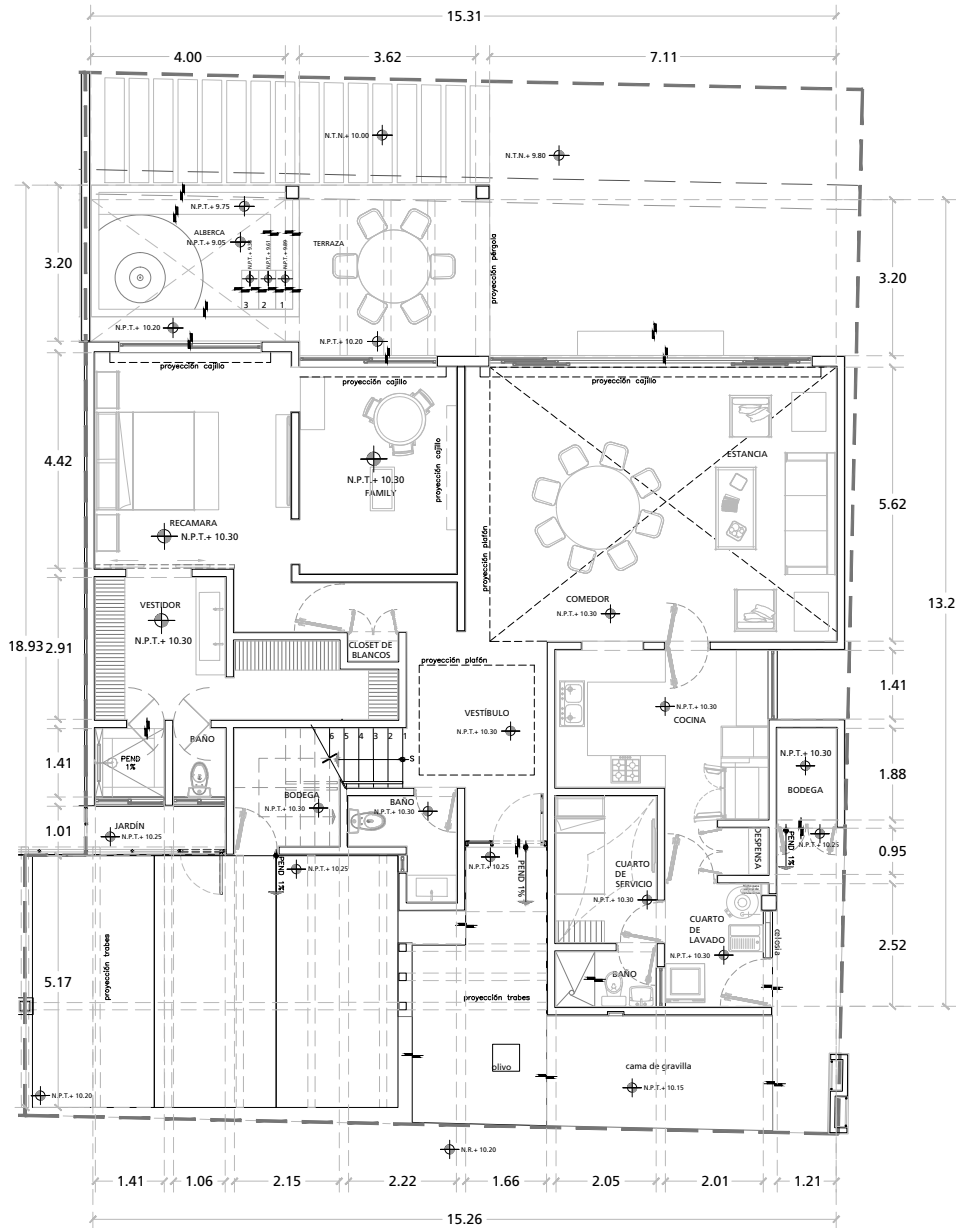 15.31
4.00
3.62
7.11
N.T.N.+ 10.00
N.T.N.+ 9.80
N.P.T.+ 9.75
ALBERCA
N.P.T.+ 9.05
N.P.T.+ 9.61
N.P.T.+ 9.89
3 2 1
TERRAZA
proyección pérgola
3.20
3.20
N.P.T.+ 10.20
N.P.T.+ 10.20
proyección cajillo
proyección cajillo
proyección cajillo
proyección cajillo
4.42
N.P.T.+ 10.30
FAMILY
ESTANCIA
5.62
RECAMARA
N.P.T.+ 10.30
proyección plafón
COMEDOR
N.P.T.+ 10.30
VESTIDOR
N.P.T.+ 10.30
13.2
18.93
2.91
CLOSET DE
BLANCOS
proyección plafón
VESTÍBULO
N.P.T.+ 10.30
N.P.T.+ 10.30
COCINA
1.41
BAÑO
PEND
1%
6 5 4 3 2 1
S
1.41
N.P.T.+ 10.30
BODEGA
1.88
BODEGA
N.P.T.+ 10.30
BAÑO
N.P.T.+ 10.30
1.01
JARDÍN
N.P.T.+ 10.25
PEND 1%
N.P.T.+ 10.25
N.P.T.+ 10.25
PEND 1%
DESPENSA
PEND 1%
N.P.T.+ 10.25
0.95
CUARTO
DE
SERVICIO
N.P.T.+ 10.30
CUARTO
DE
LAVADO
N.P.T.+ 10.30
celosía
2.52
proyección trabes
5.17
BAÑO
proyección trabes
olivo
cama de gravilla
N.P.T.+ 10.15
N.P.T.+ 10.20
N.R.+ 10.20
1.41
1.06
2.15
2.22
1.66
2.05
2.01
1.21
15.26